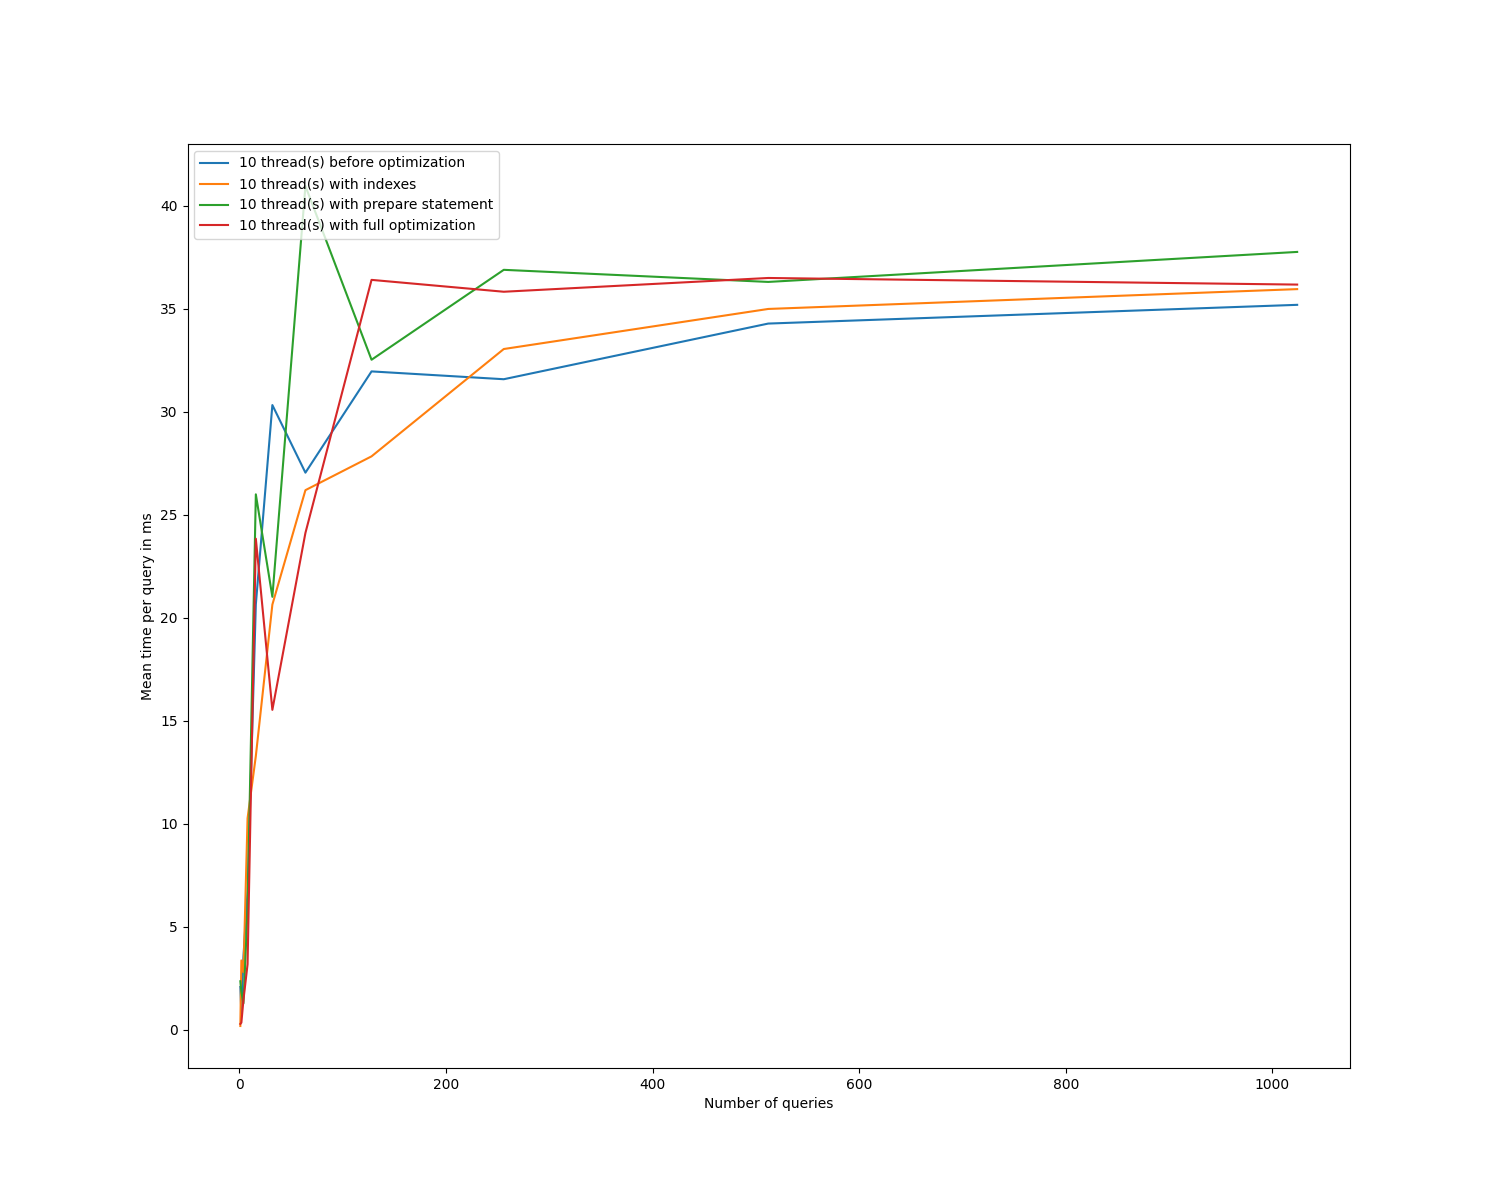 10 thread(s) before optimization
10 thread(s) with indexes
10 thread(s) with prepare statement
10 thread(s) with full optimization
40
35
30
25
20
15
10
5
0
Mean time per query in ms
0 200 400 600 800 1000
Number of queries